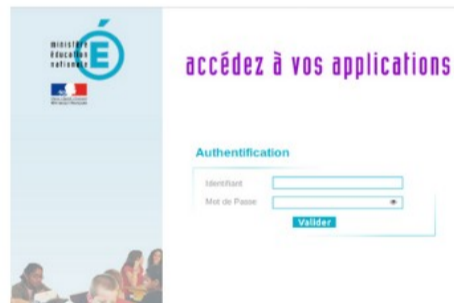 ministère
éducation
nationale
É
accédez à vos applications
Authentification
Identifiant
Mot de Passe
Valider